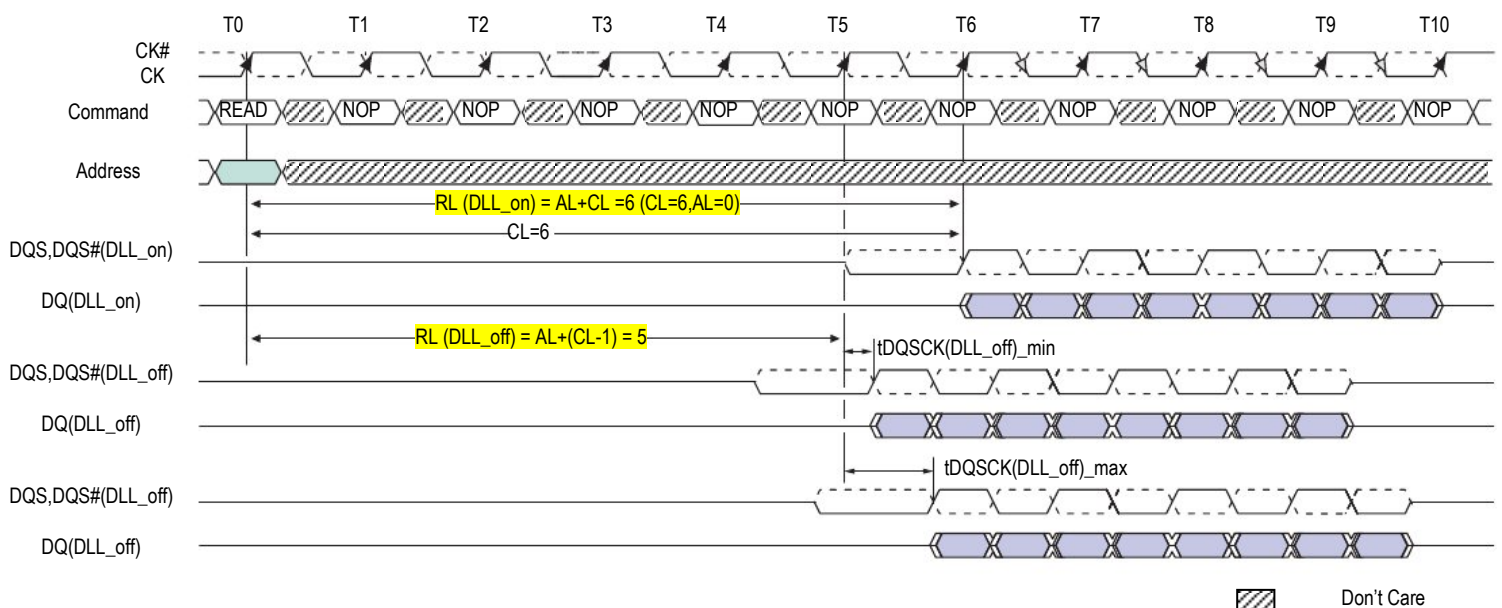 T0 T1 T2 T3 T4 T5 T6 T7 T8 T9 T10
CK#
CK
Command READ NOP NOP NOP NOP NOP NOP NOP NOP NOP NOP
Address
RL (DLL_on) = AL+CL =6 (CL=6,AL=0)
CL=6
DQS,DQS#(DLL_on)
DQ(DLL_on)
RL (DLL_off) = AL+(CL-1) = 5
tDQSCK(DLL_off)_min
DQS,DQS#(DLL_off)
DQ(DLL_off)
tDQSCK(DLL_off)_max
DQS,DQS#(DLL_off)
DQ(DLL_off)
Don't Care